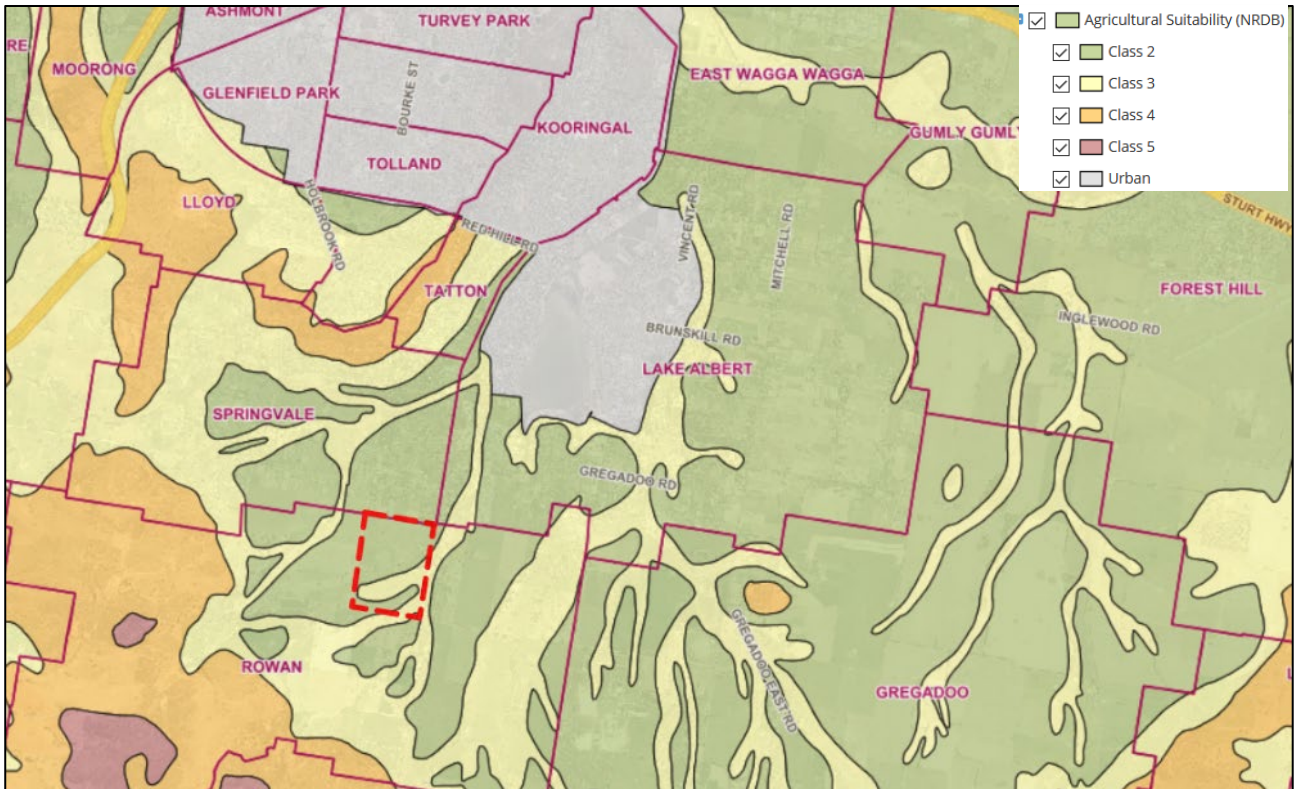 ASHMONT
TURVEY PARK
RE
MOORONG
GLENFIELD PARK
BOURKE ST
EAST WAGGA WAGGA
KOORINGAL
GUMLY GUMLY
TOLLAND
LLOYD
HOLBROOK RD
RED HILL RD
VINCENT RD
MITCHELL RD
STURT HWY
TATTON
FOREST HILL
INGLEWOOD RD
BRUNSKILL RD
LAKE ALBERT
SPRINGVALE
GREGADOO RD
ROWAN
GREGADOO EAST RD
GREGADOO
Agricultural Suitability (NRDB)
Class 2
Class 3
Class 4
Class 5
Urban